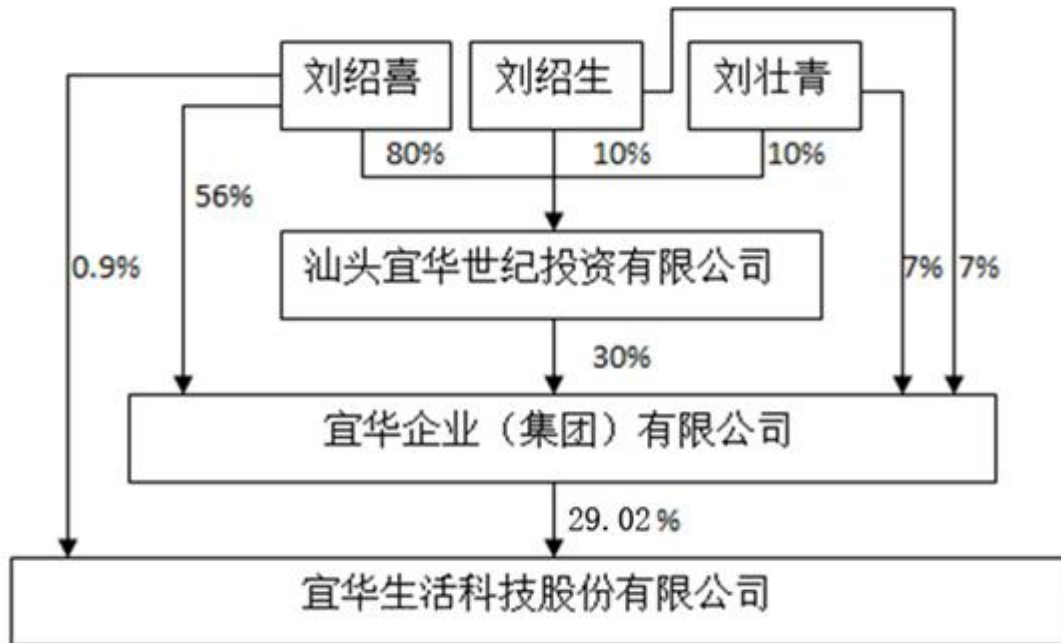 刘绍喜
刘绍生
刘壮青
80%
10%
10%
56%
0.9%
汕头宜华世纪投资有限公司
7%
7%
30%
宜华企业（集团）有限公司
29.02%
宜华生活科技股份有限公司